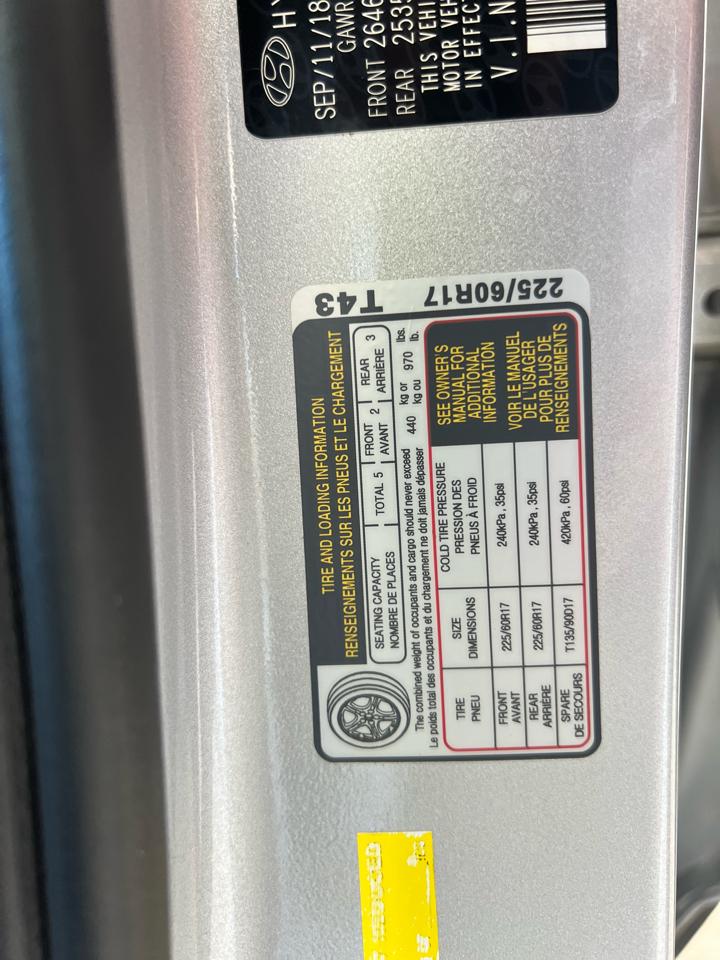 HY
SEP/11/18
GAWR
FRONT 2646
REAR 2535
THIS VEHI
MOTOR VEH
IN EFFECT
V.I.N
T43
225/60R17
TIRE AND LOADING INFORMATION
RENSEIGNEMENTS SUR LES PNEUS ET LE CHARGEMENT
SEATING CAPACITY TOTAL 5 FRONT 2 REAR 3
NOMBRE DE PLACES AVANT ARRIÈRE
The combined weight of occupants and cargo should never exceed 440 kg or 970 lbs.
Le poids total des occupants et du chargement ne doit jamais dépasser kg ou lb.
TIRE SIZE COLD TIRE PRESSURE
PNEU DIMENSIONS PRESSION DES
PNEUS À FROID
FRONT 225/60R17 240kPa, 35psi
AVANT
REAR 225/60R17 240kPa, 35psi
ARRIÈRE
SPARE T135/90D17 420kPa, 60psi
DE SECOURS
SEE OWNER'S
MANUAL FOR
ADDITIONAL
INFORMATION
VOIR LE MANUEL
DE L'USAGER
POUR PLUS DE
RENSEIGNEMENTS